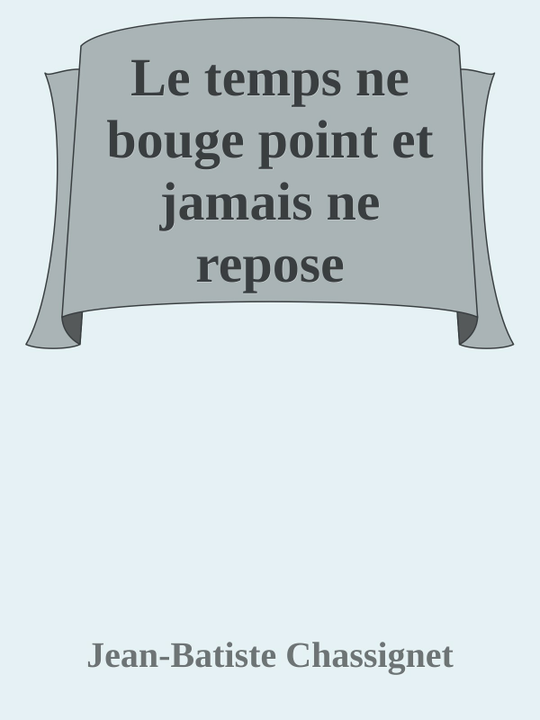 Le temps ne
bouge point et
jamais ne
repose
Jean-Batiste Chassignet